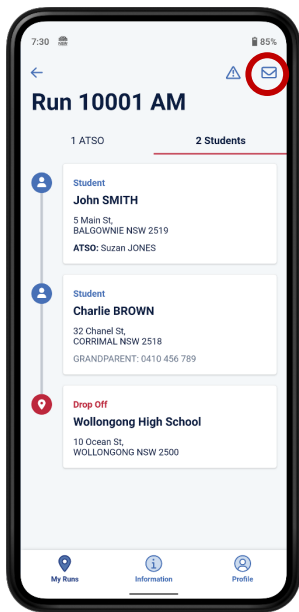 7:30 85%
Run 10001 AM
1 ATSO 2 Students
Student
John SMITH
5 Main St,
BALGOWNIE NSW 2519
ATSO: Suzan JONES
Student
Charlie BROWN
32 Chanel St,
CORRIMAL NSW 2518
GRANDPARENT: 0410 456 789
Drop Off
Wollongong High School
10 Ocean St,
WOLLONGONG NSW 2500
My Runs Information Profile